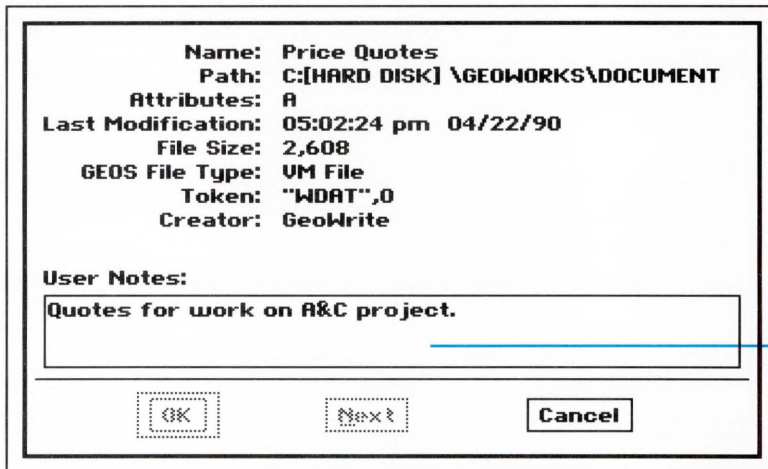 Name: Price Quotes
Path: C:[HARD DISK] \GEOWORKS\DOCUMENT
Attributes: A
Last Modification: 05:02:24 pm 04/22/90
File Size: 2,608
GEOS File Type: VM File
Token: "WDAT",0
Creator: GeoWrite
User Notes:
Quotes for work on A&C project.
OK Next Cancel